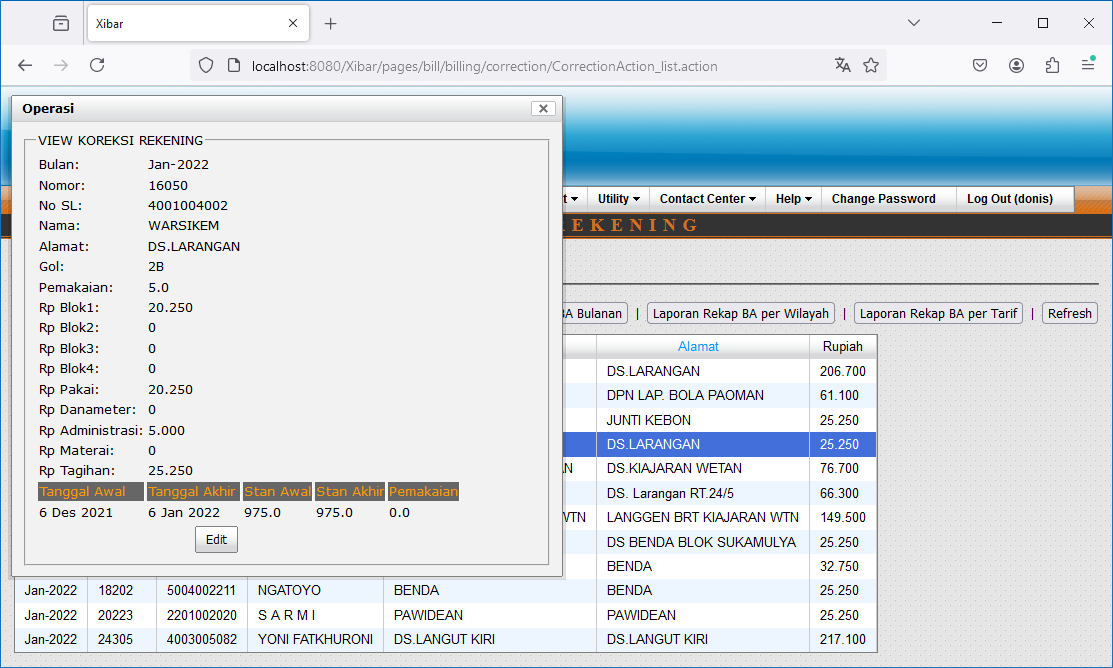 Xibar
localhost:8080/Xibar/pages/bill/billing/correction/CorrectionAction_list.action
Operasi
VIEW KOREKSI REKENING
Bulan: Jan-2022
Nomor: 16050
No SL: 4001004002
Nama: WARSIKEM
Alamat: DS.LARANGAN
Gol: 2B
Pemakaian: 5.0
Rp Blok1: 20.250
Rp Blok2: 0
Rp Blok3: 0
Rp Blok4: 0
Rp Pakai: 20.250
Rp Danameter: 0
Rp Administrasi: 5.000
Rp Materai: 0
Rp Tagihan: 25.250
Tanggal Awal Tanggal Akhir Stan Awal Stan Akhir Pemakaian
6 Des 2021 6 Jan 2022 975.0 975.0 0.0
Edit
t Utility Contact Center Help Change Password Log Out (donis)
EKENING
BA Bulanan | Laporan Rekap BA per Wilayah | Laporan Rekap BA per Tarif | Refresh
Alamat Rupiah
DS.LARANGAN 206.700
DPN LAP. BOLA PAOMAN 61.100
JUNTI KEBON 25.250
DS.LARANGAN 25.250
AN DS.KIAJARAN WETAN 76.700
DS. Larangan RT.24/5 66.300
WTN LANGGEN BRT KIAJARAN WTN 149.500
DS BENDA BLOK SUKAMULYA 25.250
BENDA 32.750
Jan-2022 18202 5004002211 NGATOYO BENDA BENDA 25.250
Jan-2022 20223 2201002020 S A R M I PAWIDEAN PAWIDEAN 25.250
Jan-2022 24305 4003005082 YONI FATKHURONI DS.LANGUT KIRI DS.LANGUT KIRI 217.100